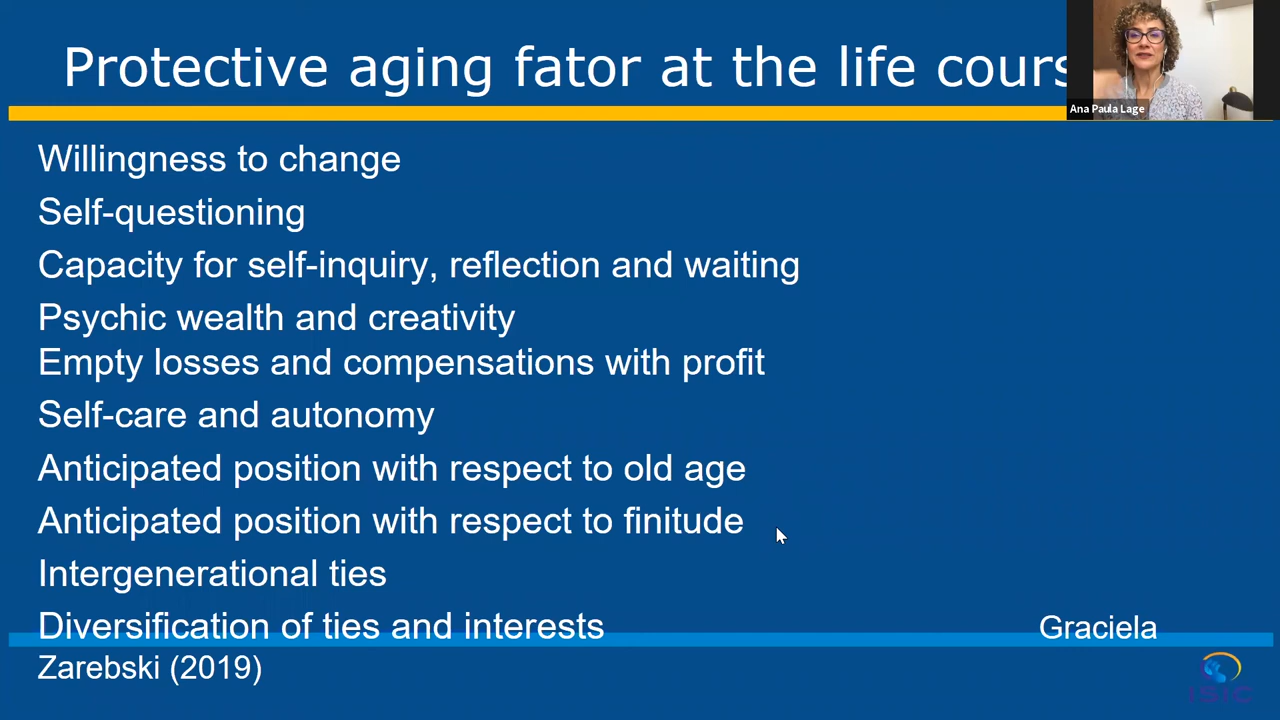 Protective aging fator at the life cours
Ana Paula Lage
Willingness to change
Self-questioning
Capacity for self-inquiry, reflection and waiting
Psychic wealth and creativity
Empty losses and compensations with profit
Self-care and autonomy
Anticipated position with respect to old age
Anticipated position with respect to finitude
Intergenerational ties
Diversification of ties and interests Graciela
Zarebski (2019)
ISIC